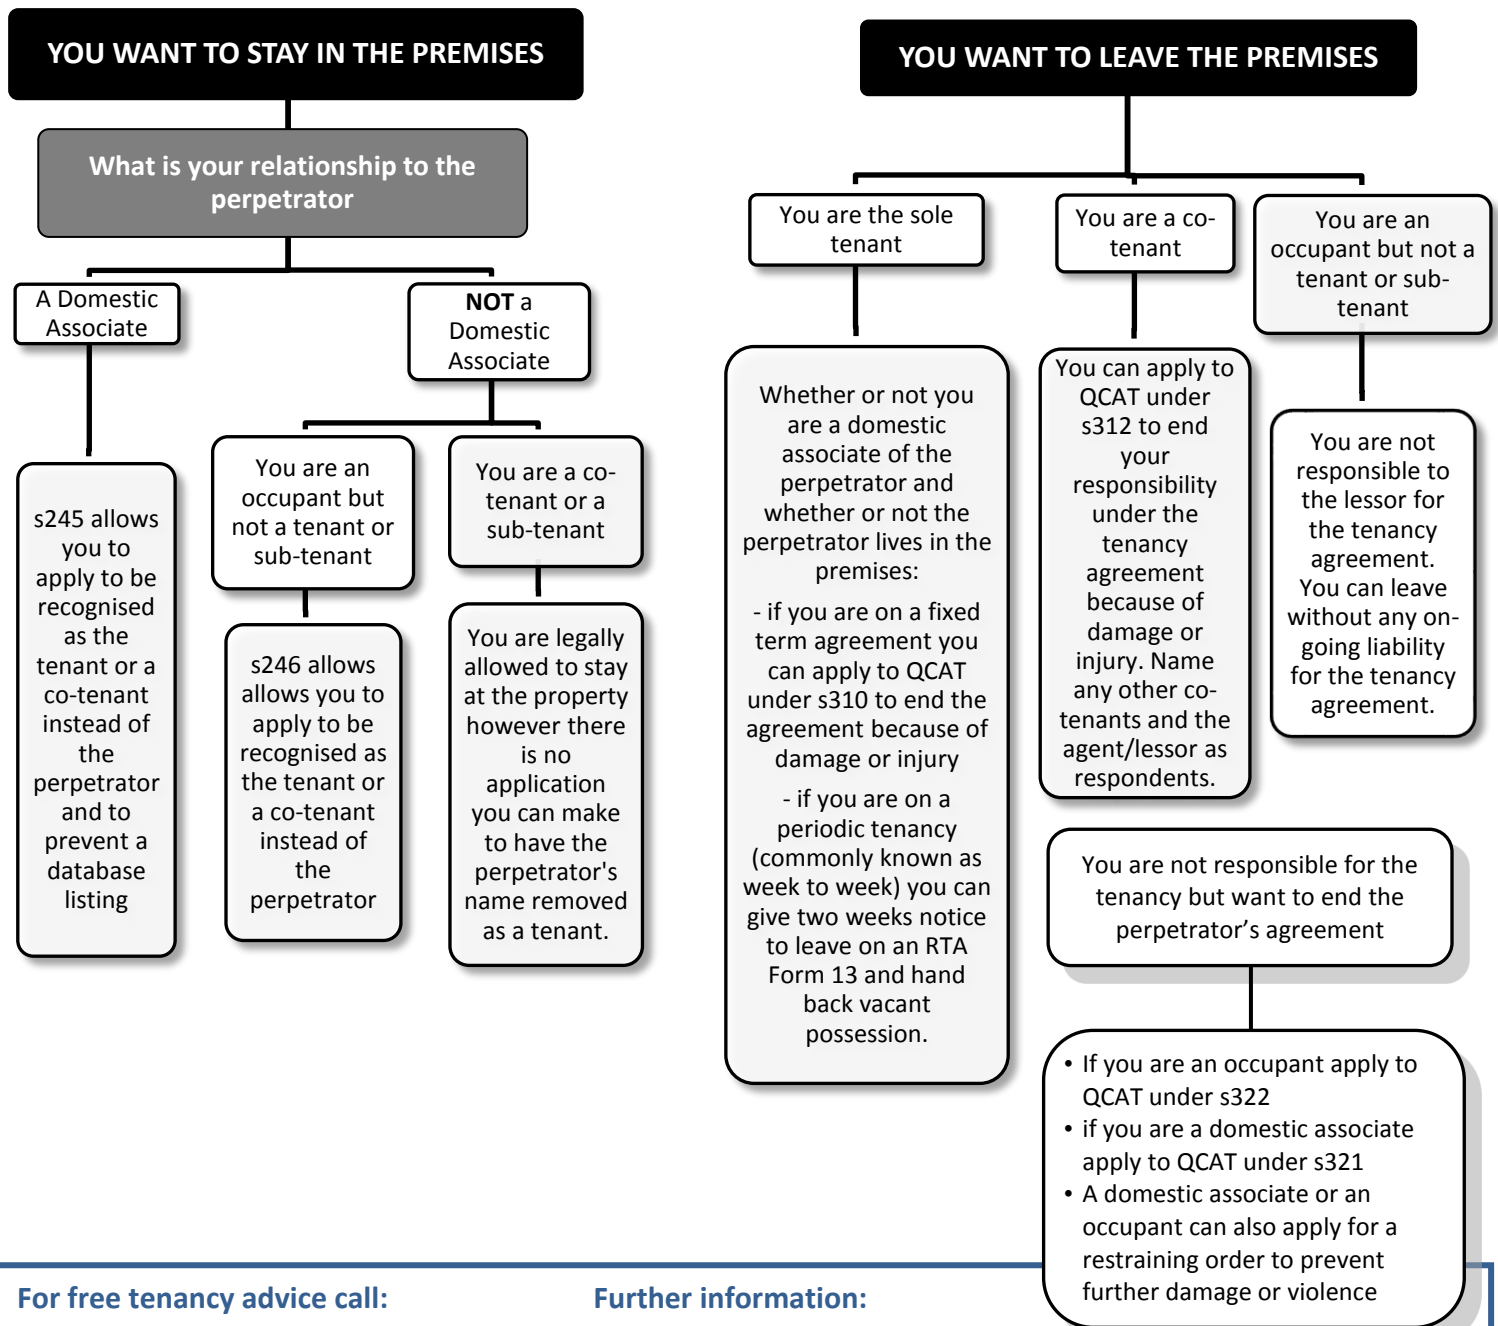 YOU WANT TO STAY IN THE PREMISES
What is your relationship to the
perpetrator
A Domestic
Associate
s245 allows
you to
apply to be
recognised
as the
tenant or a
co-tenant
instead of
the
perpetrator
and to
prevent a
database
listing
NOT a
Domestic
Associate
You are an
occupant but
not a tenant or
sub-tenant
s246 allows
allows you to
apply to be
recognised as
the tenant or
a co-tenant
instead of
the
perpetrator
You are a co-
tenant or a
sub-tenant
You are legally
allowed to stay
at the property
however there
is no
application
you can make
to have the
perpetrator's
name removed
as a tenant.
YOU WANT TO LEAVE THE PREMISES
You are the sole
tenant
Whether or not you
are a domestic
associate of the
perpetrator and
whether or not the
perpetrator lives in the
premises:
- if you are on a fixed
term agreement you
can apply to QCAT
under s310 to end the
agreement because of
damage or injury
- if you are on a
periodic tenancy
(commonly known as
week to week) you can
give two weeks notice
to leave on an RTA
Form 13 and hand
back vacant
possession.
You are a co-
tenant
You can apply to
QCAT under
s312 to end
your
responsibility
under the
tenancy
agreement
because of
damage or
injury. Name
any other co-
tenants and the
agent/lessor as
respondents.
You are an
occupant but not a
tenant or sub-
tenant
You are not
responsible to
the lessor for
the tenancy
agreement.
You can leave
without any on-
going liability
for the tenancy
agreement.
You are not responsible for the
tenancy but want to end the
perpetrator’s agreement
• If you are an occupant apply to
QCAT under s322
• if you are a domestic associate
apply to QCAT under s321
• A domestic associate or an
occupant can also apply for a
restraining order to prevent
further damage or violence
For free tenancy advice call:
Further information: